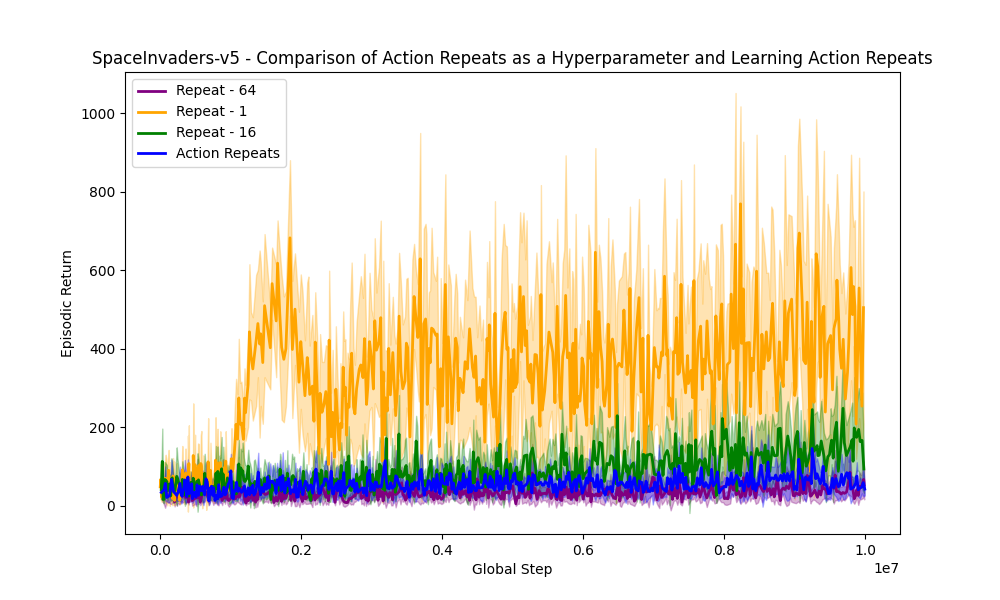 SpaceInvaders-v5 - Comparison of Action Repeats as a Hyperparameter and Learning Action Repeats
Repeat - 64
Repeat - 1
Repeat - 16
Action Repeats
1000
800
600
400
200
0
Episodic Return
0.0
0.2
0.4
0.6
0.8
1.0
1e7
Global Step